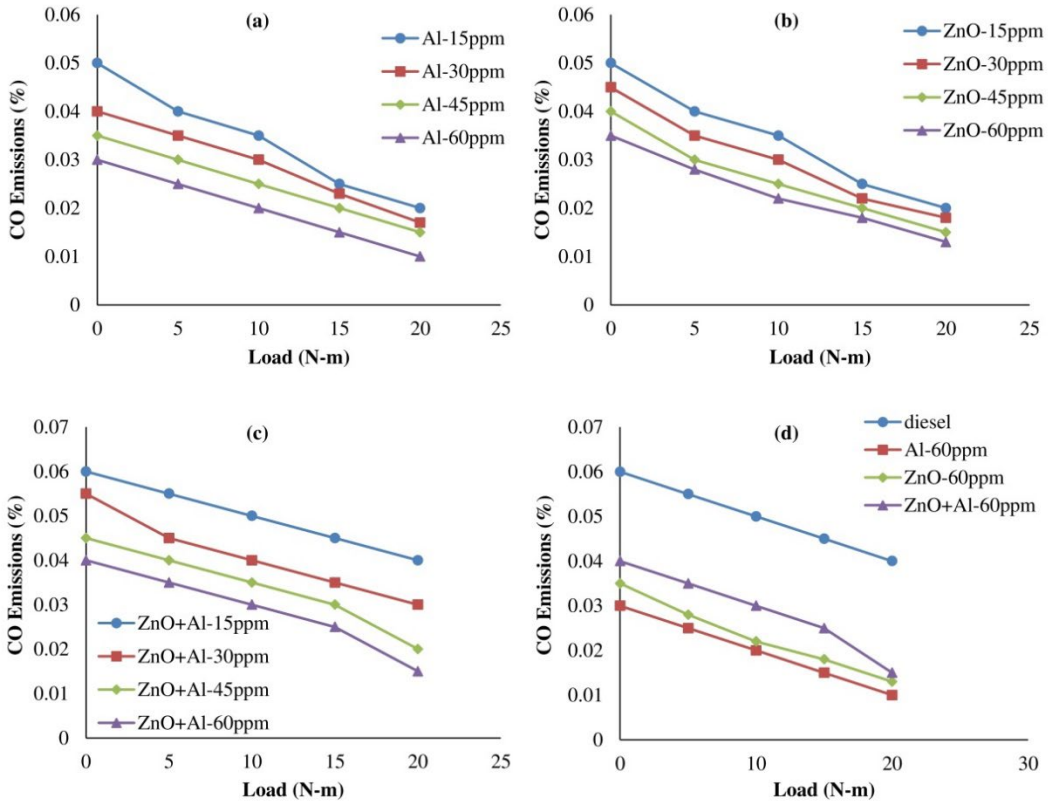 (a)
0.06
0.05
0.04
0.03
0.02
0.01
0
CO Emissions (%)
Al-15ppm
Al-30ppm
Al-45ppm
Al-60ppm
0 5 10 15 20 25
Load (N-m)
(b)
0.06
0.05
0.04
0.03
0.02
0.01
0
CO Emissions (%)
ZnO-15ppm
ZnO-30ppm
ZnO-45ppm
ZnO-60ppm
0 5 10 15 20 25
Load (N-m)
(c)
0.07
0.06
0.05
0.04
0.03
0.02
0.01
0
CO Emissions (%)
ZnO+Al-15ppm
ZnO+Al-30ppm
ZnO+Al-45ppm
ZnO+Al-60ppm
0 5 10 15 20 25
Load (N-m)
(d)
0.07
0.06
0.05
0.04
0.03
0.02
0.01
0
CO Emissions (%)
diesel
Al-60ppm
ZnO-60ppm
ZnO+Al-60ppm
0 10 20 30
Load (N-m)